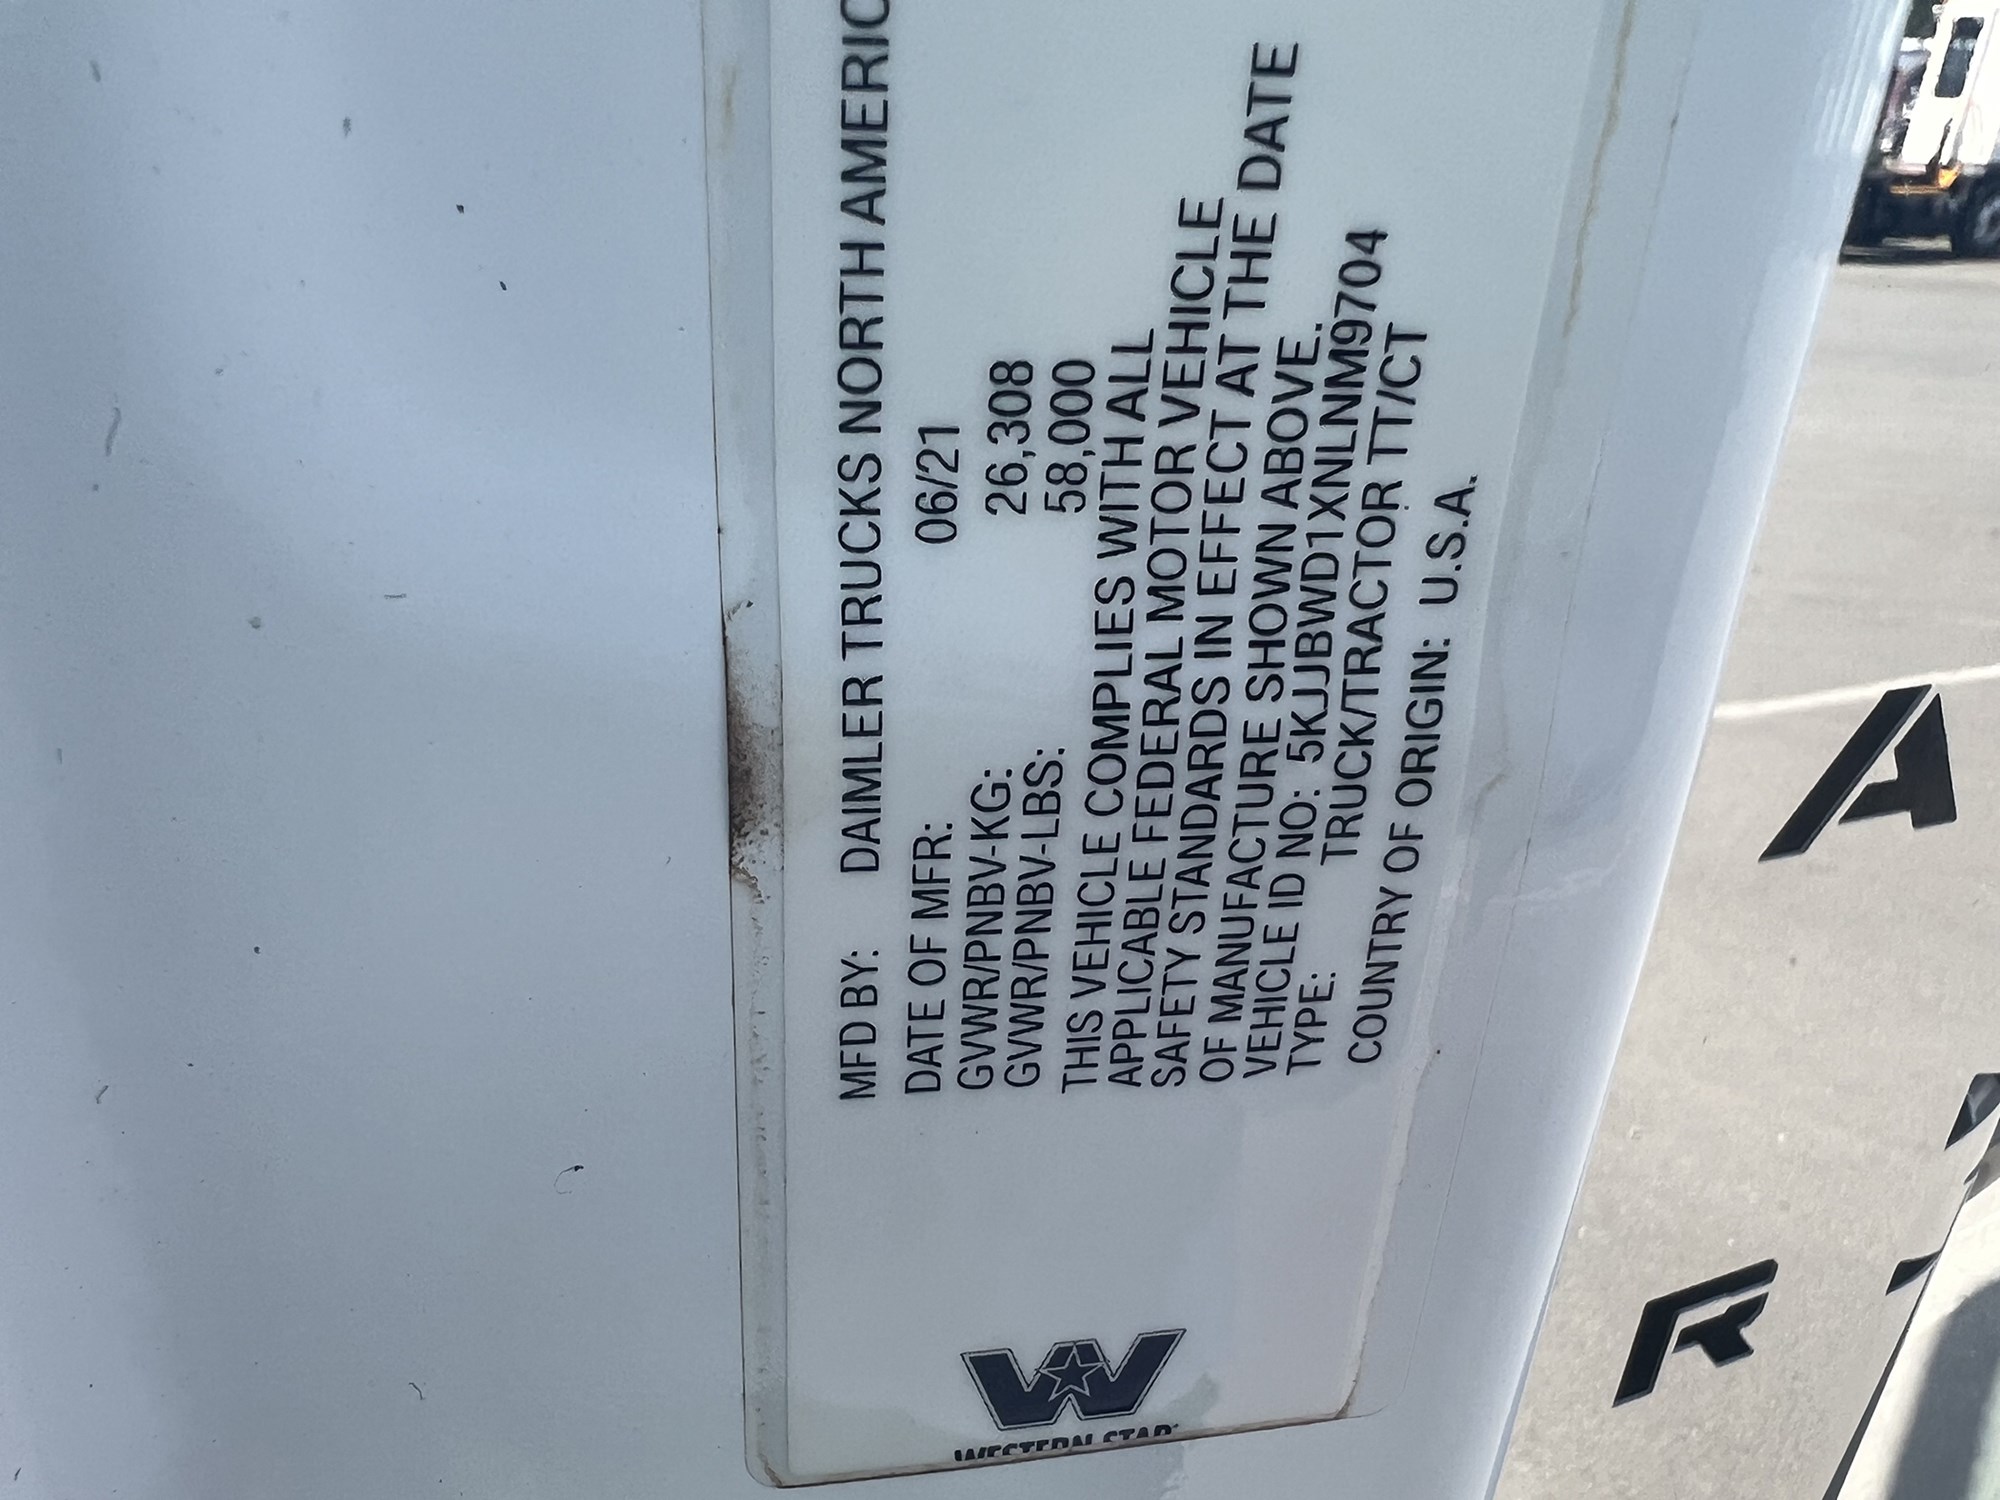 MFD BY: DAIMLER TRUCKS NORTH AMERIC
DATE OF MFR: 06/21
GVWR/PNBV-KG: 26,308
GVWR/PNBV-LBS: 58,000
THIS VEHICLE COMPLIES WITH ALL
APPLICABLE FEDERAL MOTOR VEHICLE
SAFETY STANDARDS IN EFFECT AT THE DATE
OF MANUFACTURE SHOWN ABOVE.
VEHICLE ID NO: 5KJJBWD1XNLNM9704
TYPE: TRUCK/TRACTOR TT/CT
COUNTRY OF ORIGIN: U.S.A.
WESTERN STAR